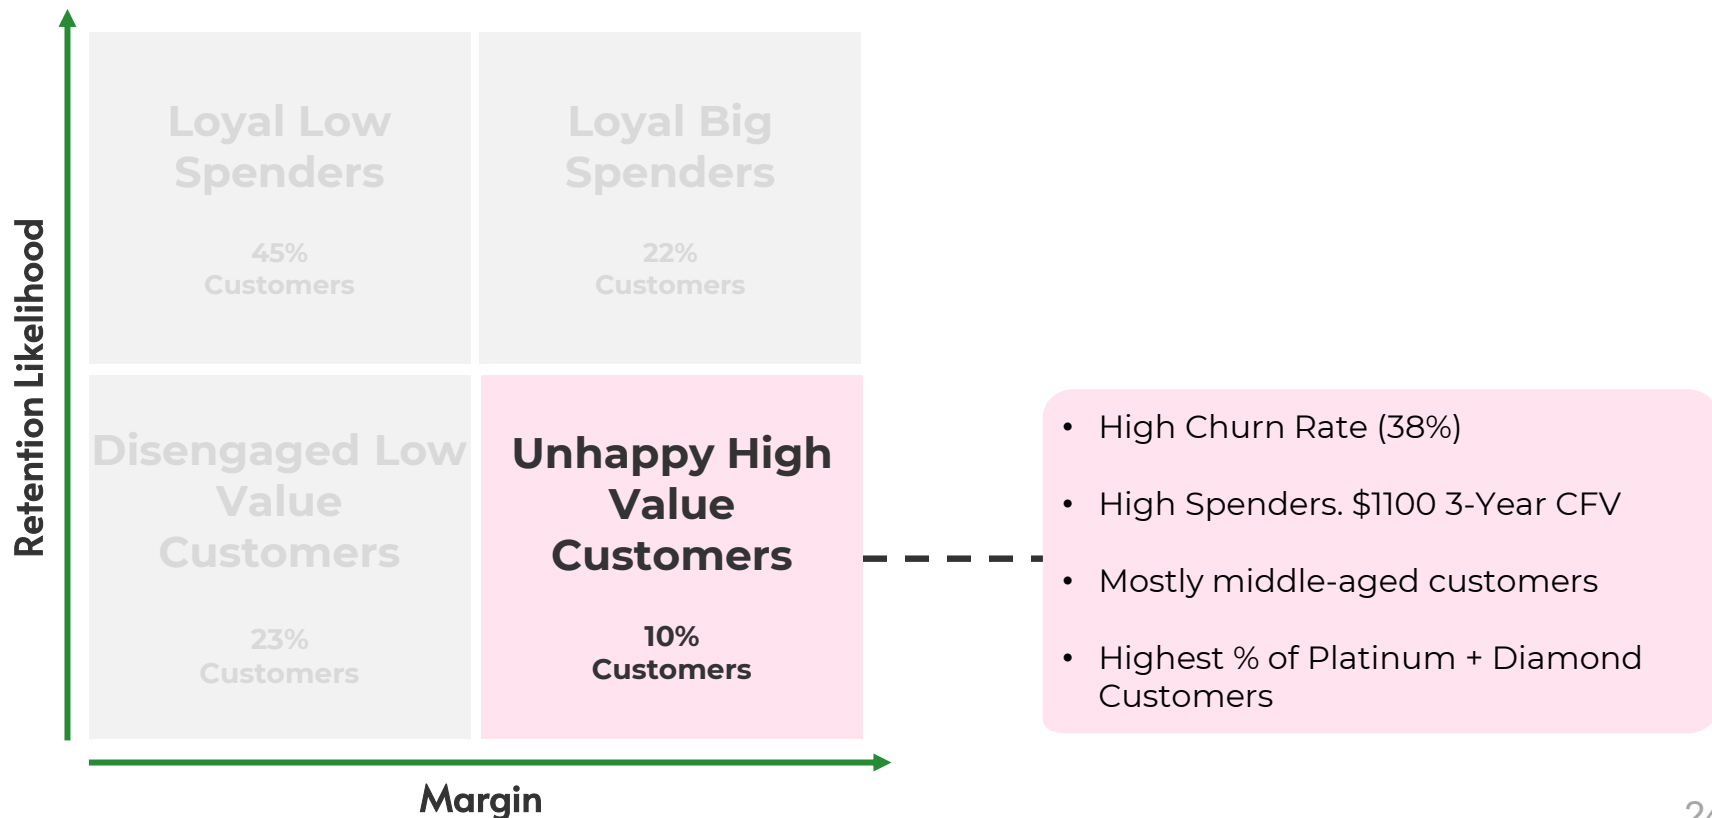 Retention Likelihood
Loyal Low
Spenders
45%
Customers
Loyal Big
Spenders
22%
Customers
Disengaged Low
Value
Customers
23%
Customers
Unhappy High
Value
Customers
10%
Customers
• High Churn Rate (38%)
• High Spenders. $1100 3-Year CFV
• Mostly middle-aged customers
• Highest % of Platinum + Diamond
Customers
Margin